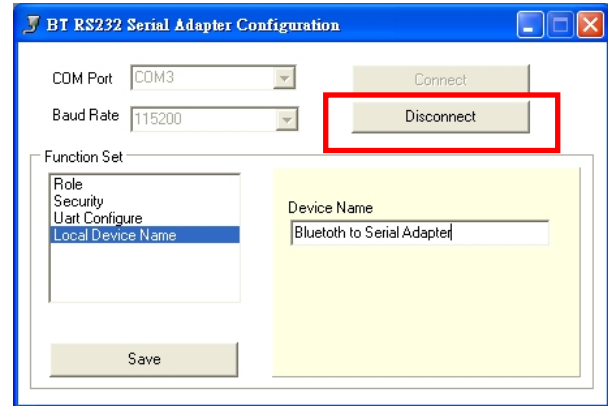 BT RS232 Serial Adapter Configuration
COM Port COM3 Connect
Baud Rate 115200 Disconnect
Function Set
Role
Security
Uart Configure
Local Device Name
Device Name
Bluetoth to Serial Adapter
Save